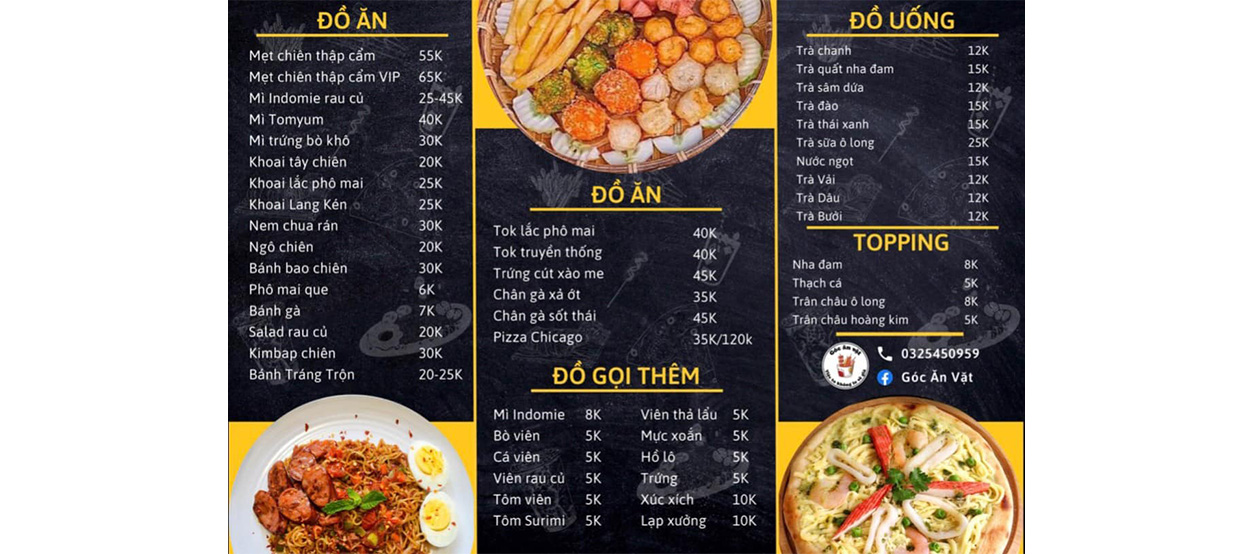 ĐỒ ĂN
Mẹt chiên thập cẩm 55K
Mẹt chiên thập cẩm VIP 65K
Mì Indomie rau củ 25-45K
Mì Tomyum 40K
Mì trứng bò khô 30K
Khoai tây chiên 20K
Khoai lắc phô mai 25K
Khoai Lang Kén 25K
Nem chua rán 30K
Ngô chiên 20K
Bánh bao chiên 30K
Phô mai que 6K
Bánh gà 7K
Salad rau củ 20K
Kimbap chiên 30K
Bánh Tráng Trộn 20-25K
ĐỒ ĂN
Tok lắc phô mai 40K
Tok truyền thống 40K
Trứng cút xào me 45K
Chân gà xả ớt 35K
Chân gà sốt thái 45K
Pizza Chicago 35K/120k
ĐỒ GỌI THÊM
Mì Indomie 8K Viên thả lẩu 5K
Bò viên 5K Mực xoắn 5K
Cá viên 5K Hồ lô 5K
Viên rau củ 5K Trứng 5K
Tôm viên 5K Xúc xích 10K
Tôm Surimi 5K Lạp xưởng 10K
ĐỒ UỐNG
Trà chanh 12K
Trà quất nha đam 15K
Trà sâm dứa 12K
Trà đào 15K
Trà thái xanh 15K
Trà sữa ô long 25K
Nước ngọt 15K
Trà Vải 12K
Trà Dâu 12K
Trà Bưởi 12K
TOPPING
Nha đam 8K
Thạch cá 5K
Trân châu ô long 8K
Trân châu hoàng kim 5K
Góc ăn vặt
0325450959
Góc Ăn Vặt